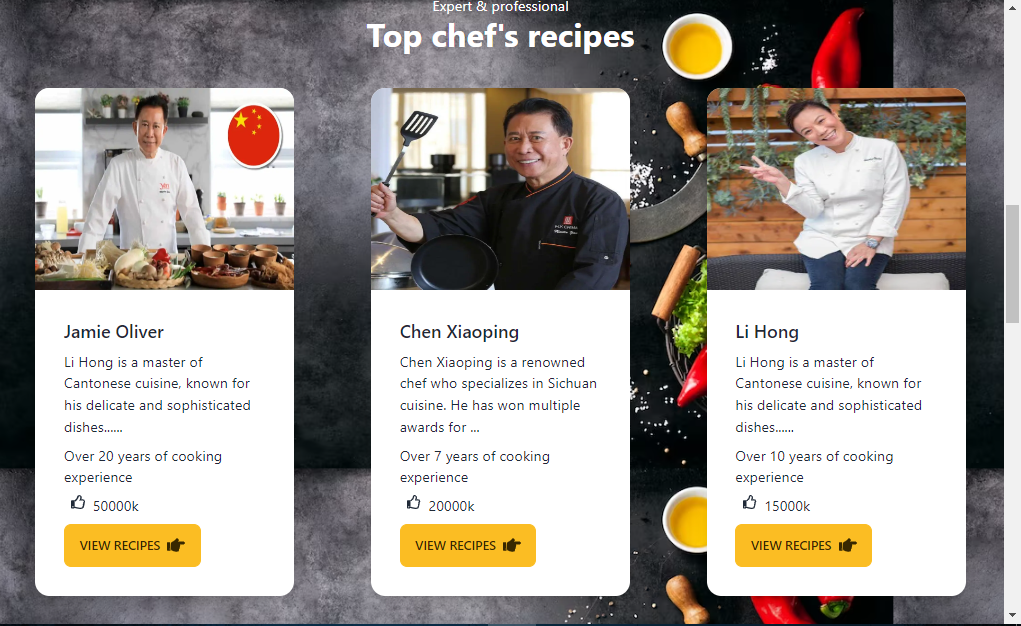 Expert & professional
Top chef's recipes
Jamie Oliver
Li Hong is a master of
Cantonese cuisine, known for
his delicate and sophisticated
dishes......
Over 20 years of cooking
experience
50000k
VIEW RECIPES
Chen Xiaoping
Chen Xiaoping is a renowned
chef who specializes in Sichuan
cuisine. He has won multiple
awards for ...
Over 7 years of cooking
experience
20000k
VIEW RECIPES
Li Hong
Li Hong is a master of
Cantonese cuisine, known for
his delicate and sophisticated
dishes......
Over 10 years of cooking
experience
15000k
VIEW RECIPES